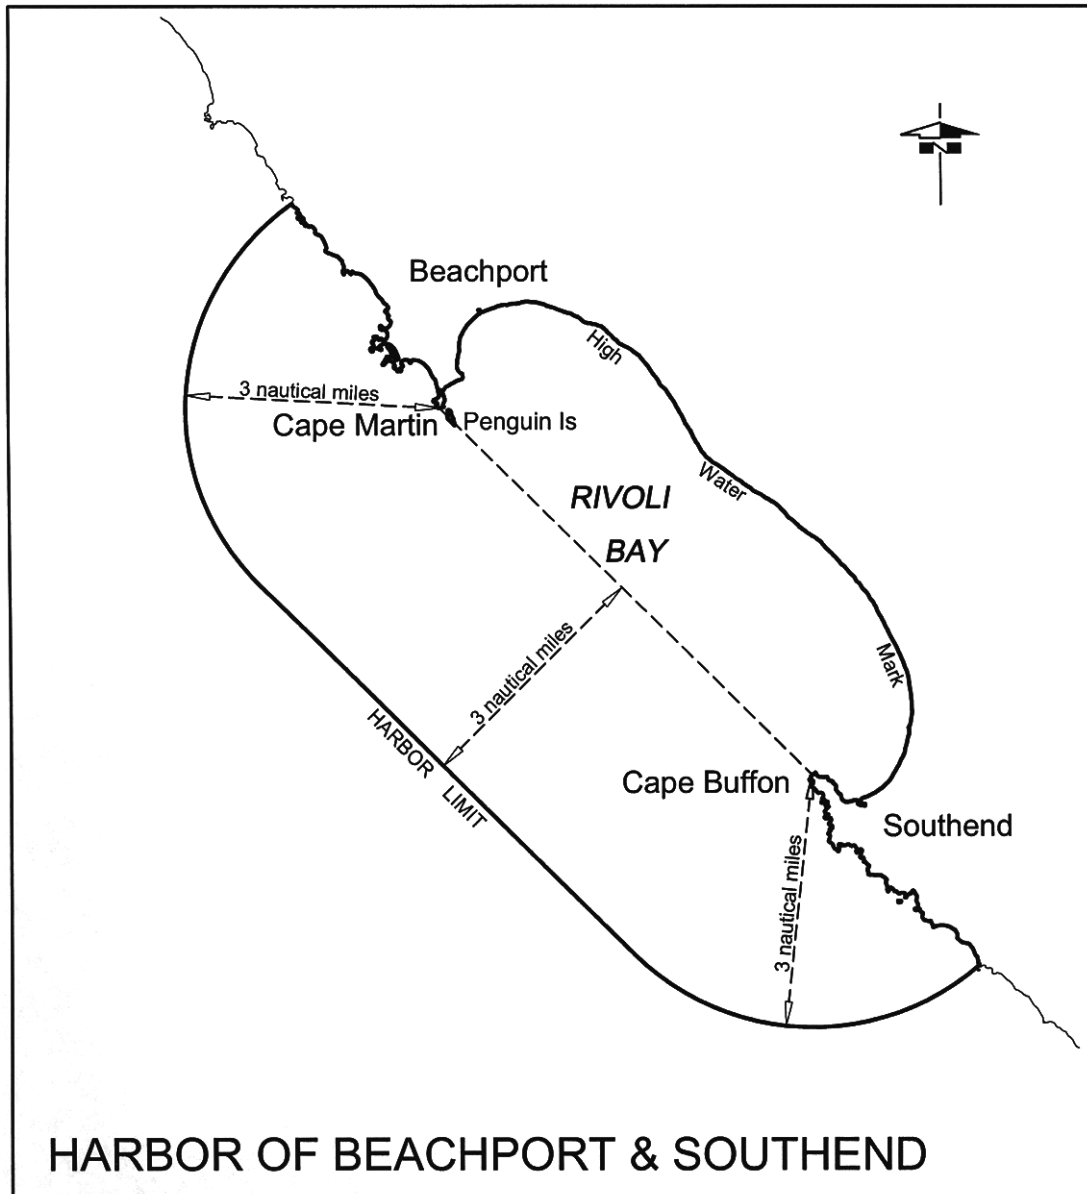 N
Beachport
High
3 nautical miles
Cape Martin
Penguin Is
Water
RIVOLI
BAY
3 nautical miles
Mark
HARBOR
LIMIT
Cape Buffon
Southend
3 nautical miles
HARBOR OF BEACHPORT & SOUTHEND